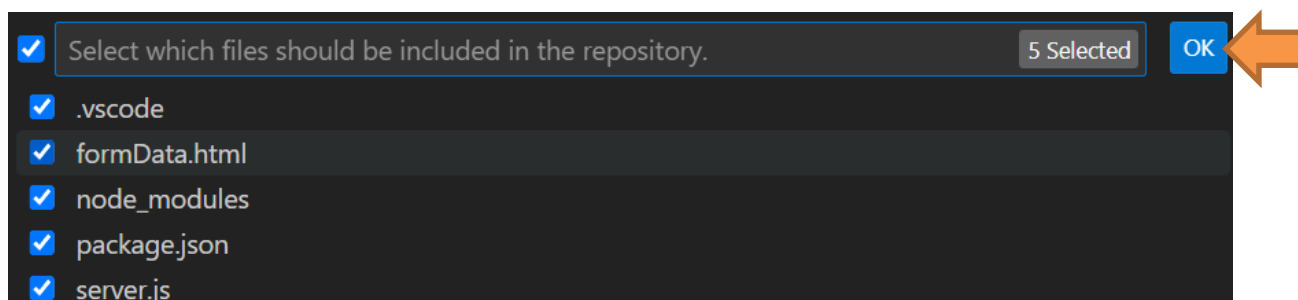 Select which files should be included in the repository. 5 Selected OK
.vscode
formData.html
node_modules
package.json
server.js